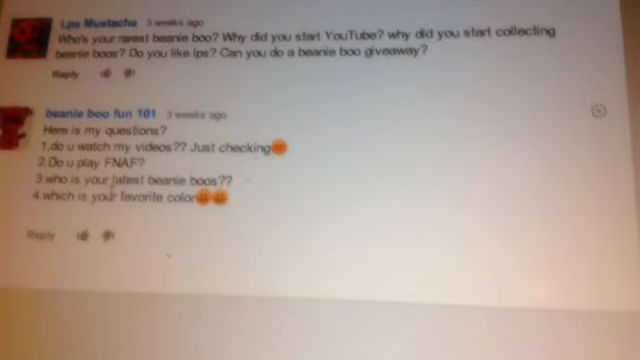 Lps Mustache 3 weeks ago
Who's your rarest beanie boo? Why did you start YouTube? why did you start collecting
beanie boos? Do you like lps? Can you do a beanie boo giveaway?
Reply
beanie boo fun 101 3 weeks ago
Here is my questions?
1.do u watch my videos?? Just checking
2.Do u play FNAF?
3.who is your latest beanie boos??
4.which is your favorite color
Reply